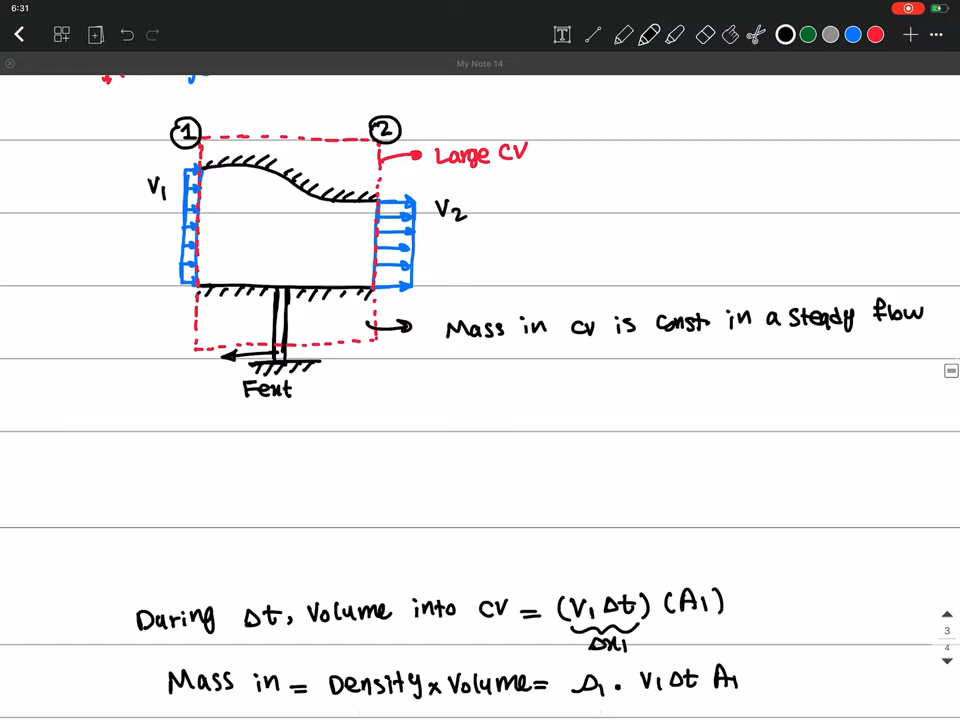 6:31
My Note 14
1 2
Large CV
V1
V2
Mass in CV is const. in a steady flow
Fext
During Δt, Volume into CV = (V1 Δt) (A1)
Δx1
3
4
Mass in = Density x Volume = ρ1 . V1 Δt A1